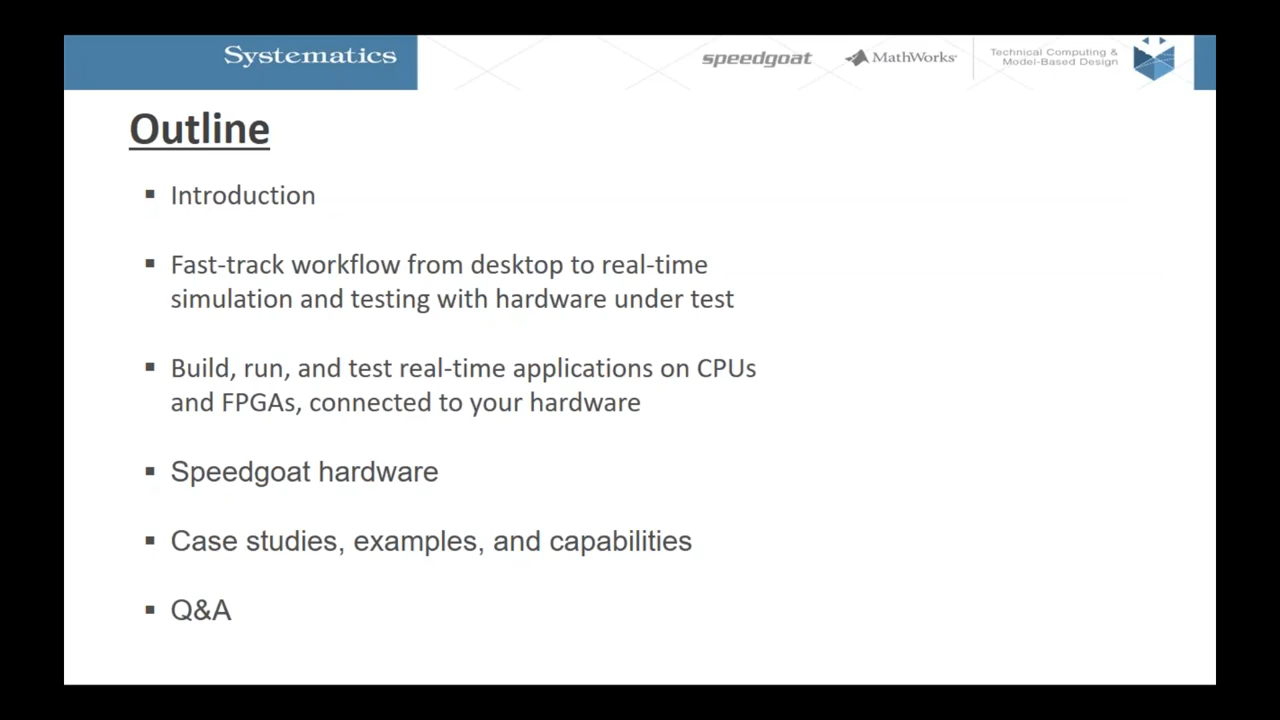 Systematics
speedgoat
MathWorks
Technical Computing &
Model-Based Design
Outline
▪ Introduction
▪ Fast-track workflow from desktop to real-time
simulation and testing with hardware under test
▪ Build, run, and test real-time applications on CPUs
and FPGAs, connected to your hardware
▪ Speedgoat hardware
▪ Case studies, examples, and capabilities
▪ Q&A